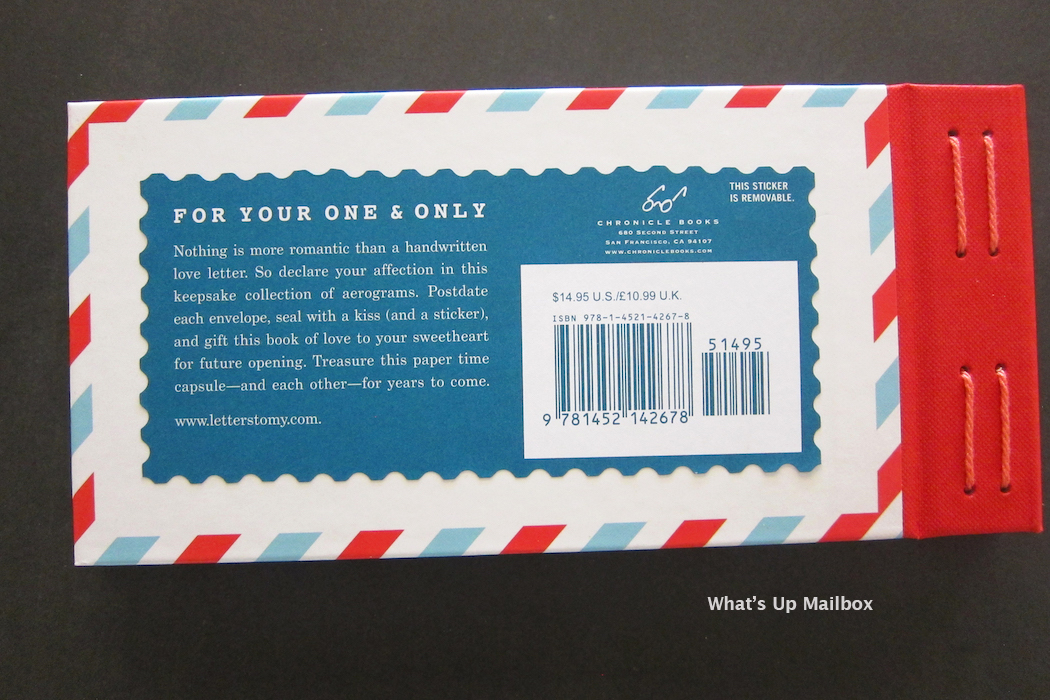 FOR YOUR ONE & ONLY
Nothing is more romantic than a handwritten
love letter. So declare your affection in this
keepsake collection of aerograms. Postdate
each envelope, seal with a kiss (and a sticker),
and gift this book of love to your sweetheart
for future opening. Treasure this paper time
capsule—and each other—for years to come.
www.letterstomy.com.
CHRONICLE BOOKS
680 SECOND STREET
SAN FRANCISCO, CA 94107
WWW.CHRONICLEBOOKS.COM
THIS STICKER
IS REMOVABLE.
$14.95 U.S./£10.99 U.K.
ISBN 978-1-4521-4267-8
51495
9 781452 142678
What's Up Mailbox